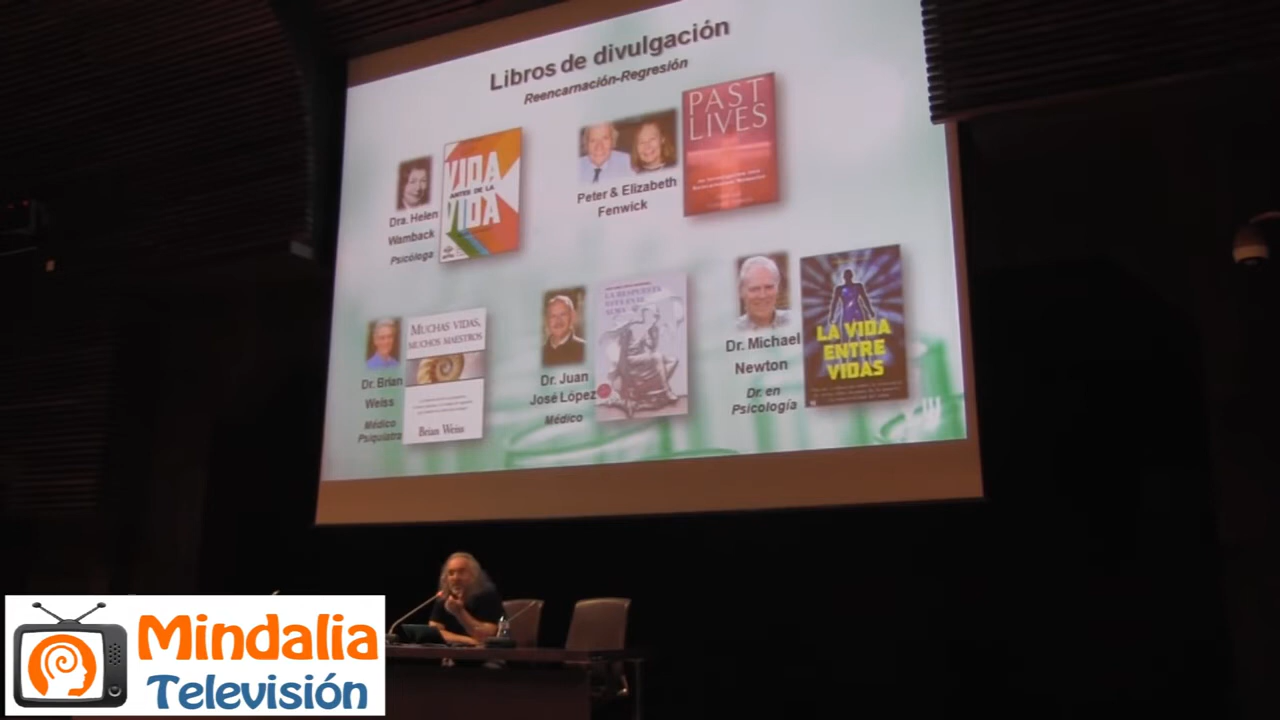 Libros de divulgación
Reencarnación-Regresión
VIDA
ANTES DE LA
VIDA
Dra. Helen
Wamback
Psicóloga
PAST
LIVES
Peter & Elizabeth
Fenwick
Dr. Brian
Weiss
Médico
Psiquiatra
MUCHAS VIDAS,
MUCHOS MAESTROS
Brian Weiss
Dr. Juan
José López
Médico
LA RESPUESTA
Dr. Michael
Newton
Dr. en
Psicología
LA VIDA
ENTRE
VIDAS
Mindalia
Televisión